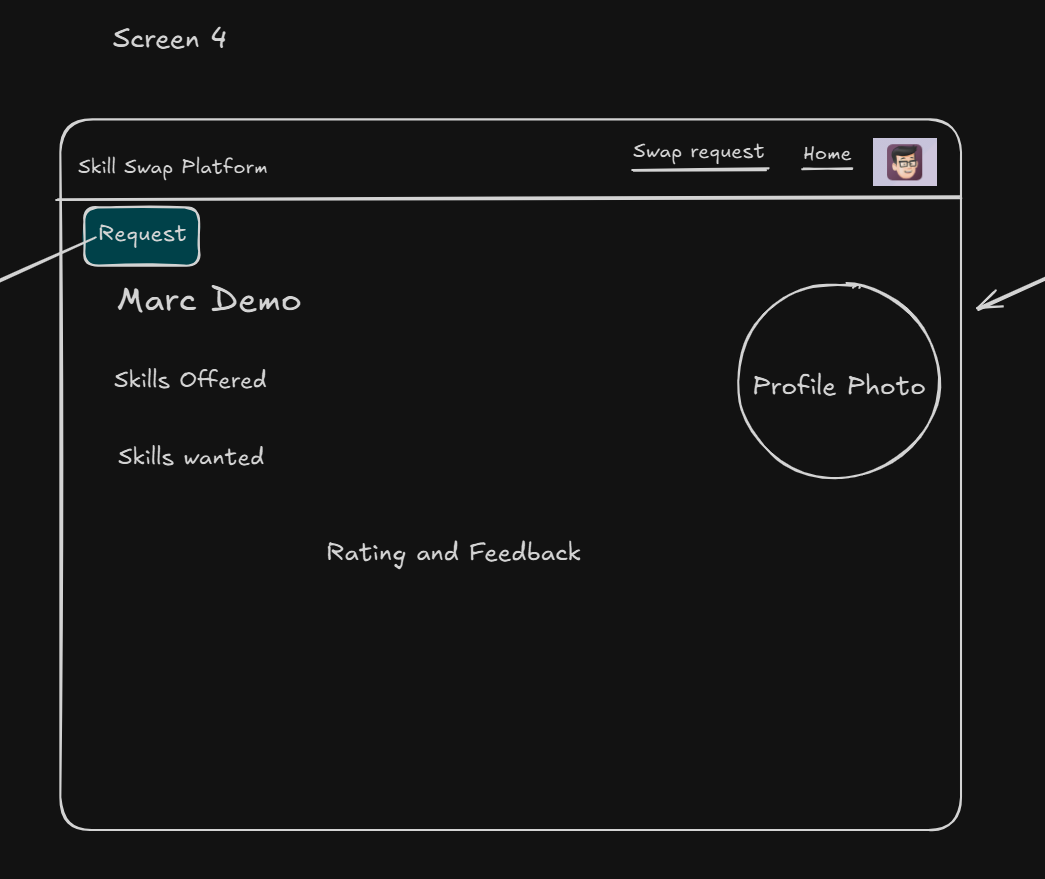 Screen 4
Skill Swap Platform
Swap request
Home
Request
Marc Demo
Skills Offered
Profile Photo
Skills wanted
Rating and Feedback